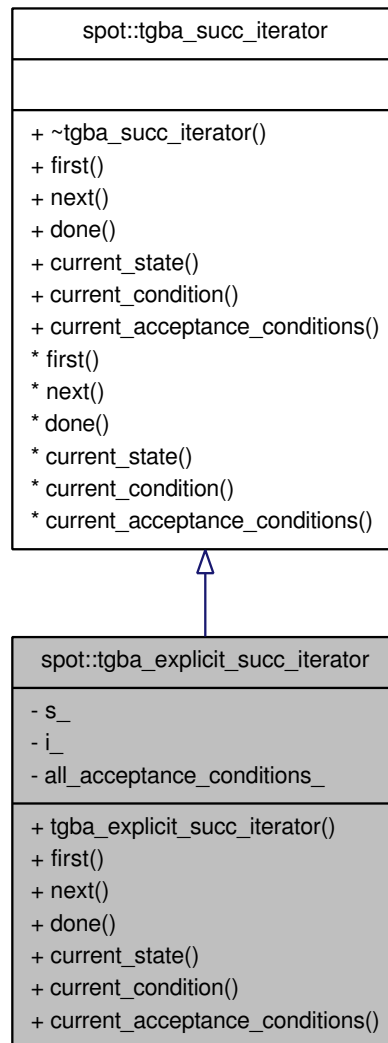 spot::tgba_succ_iterator
+ ~tgba_succ_iterator()
+ first()
+ next()
+ done()
+ current_state()
+ current_condition()
+ current_acceptance_conditions()
* first()
* next()
* done()
* current_state()
* current_condition()
* current_acceptance_conditions()
spot::tgba_explicit_succ_iterator
- s_
- i_
- all_acceptance_conditions_
+ tgba_explicit_succ_iterator()
+ first()
+ next()
+ done()
+ current_state()
+ current_condition()
+ current_acceptance_conditions()